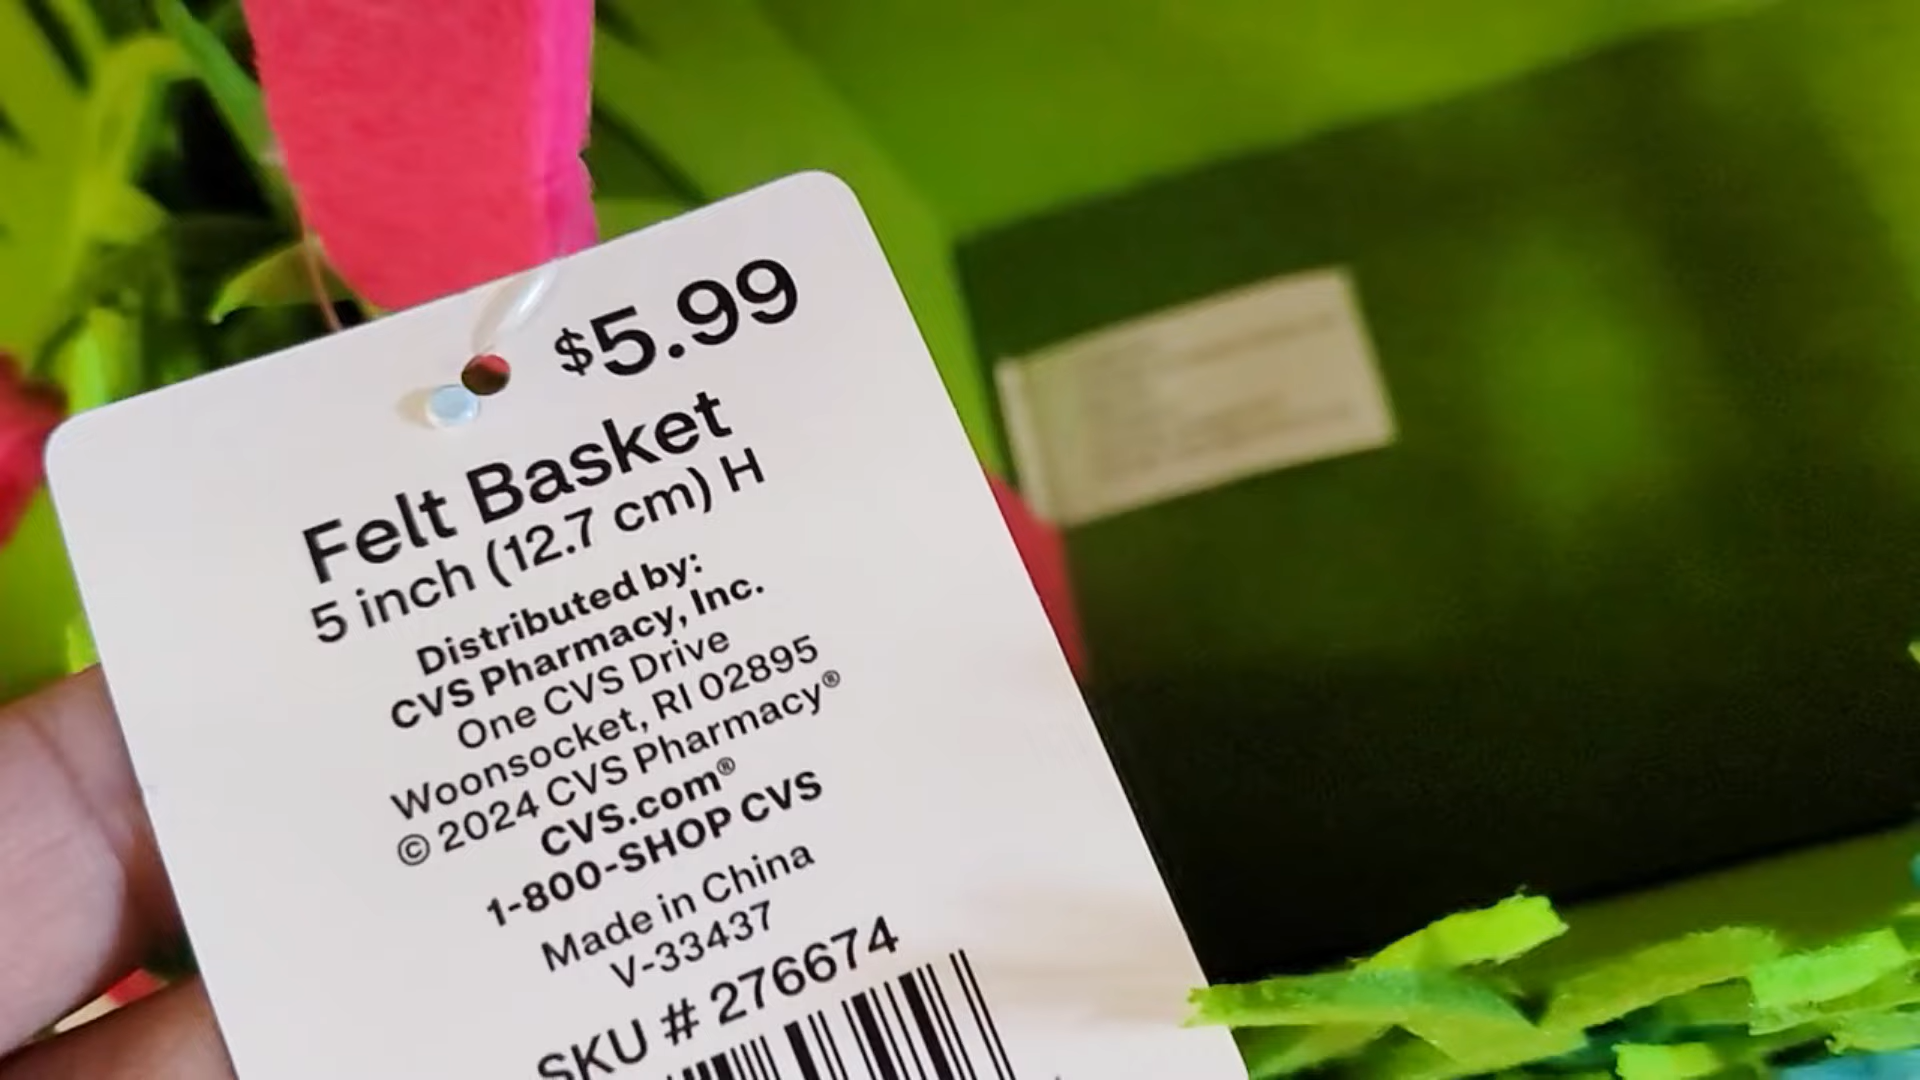 $5.99
Felt Basket
5 inch (12.7 cm) H
Distributed by:
CVS Pharmacy, Inc.
One CVS Drive
Woonsocket, RI 02895
© 2024 CVS Pharmacy®
CVS.com®
1-800-SHOP CVS
Made in China
V-33437
SKU # 276674